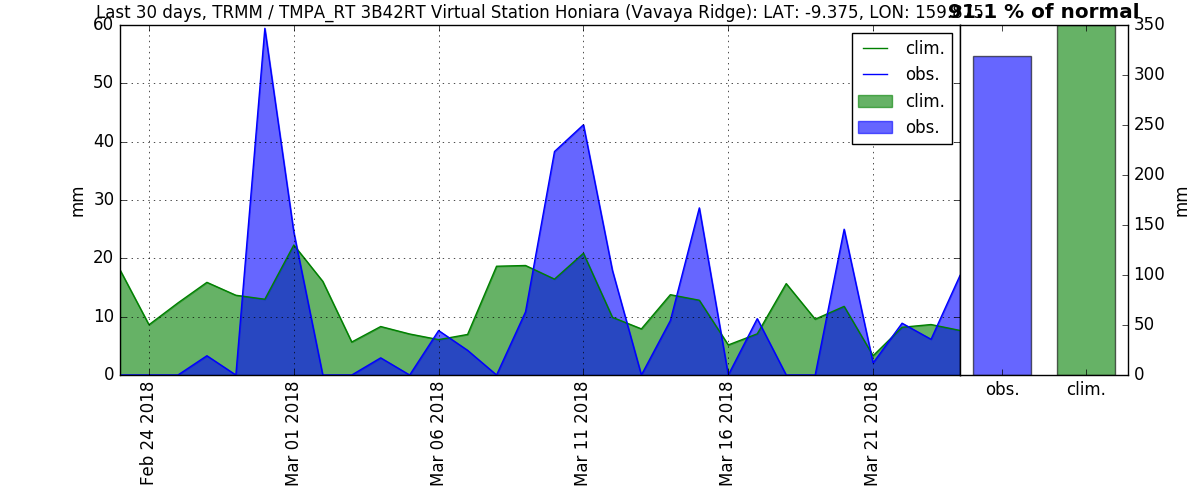 Last 30 days, TRMM / TMPA_RT 3B42RT Virtual Station Honiara (Vavaya Ridge): LAT: -9.375, LON:
91.1 % of normal
60
50
40
30
20
10
0
mm
clim.
obs.
clim.
obs.
350
300
250
200
150
100
50
0
mm
obs.
clim.
Feb 24 2018
Mar 01 2018
Mar 06 2018
Mar 11 2018
Mar 16 2018
Mar 21 2018